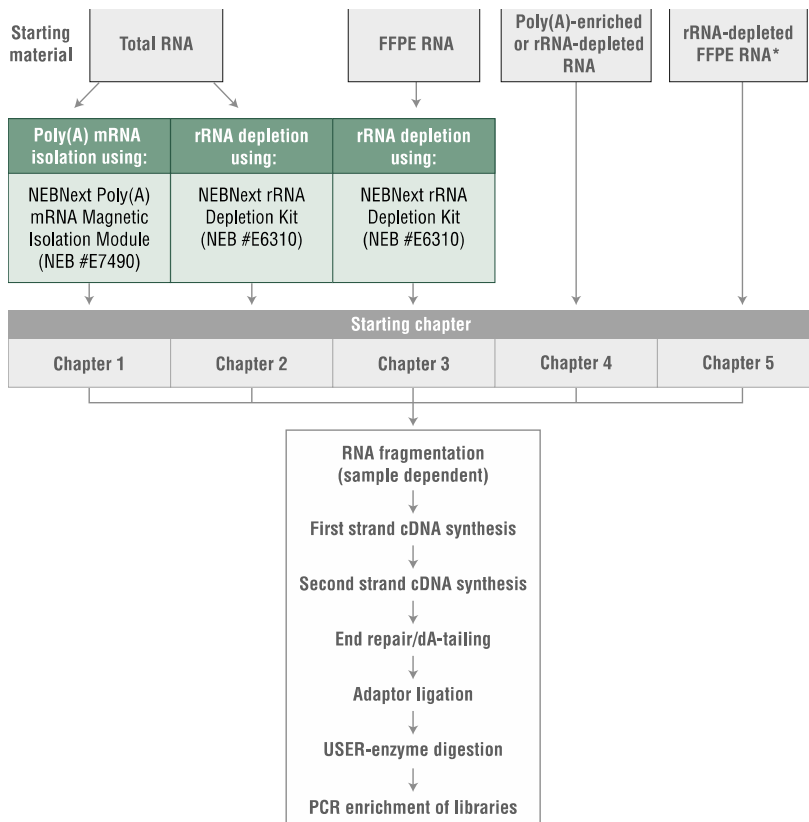 Starting
material
Total RNA
FFPE RNA
Poly(A)-enriched
or rRNA-depleted
RNA
rRNA-depleted
FFPE RNA*
Poly(A) mRNA
isolation using:
rRNA depletion
using:
rRNA depletion
using:
NEBNext Poly(A)
mRNA Magnetic
Isolation Module
(NEB #E7490)
NEBNext rRNA
Depletion Kit
(NEB #E6310)
NEBNext rRNA
Depletion Kit
(NEB #E6310)
Starting chapter
Chapter 1
Chapter 2
Chapter 3
Chapter 4
Chapter 5
RNA fragmentation
(sample dependent)
First strand cDNA synthesis
Second strand cDNA synthesis
End repair/dA-tailing
Adaptor ligation
USER-enzyme digestion
PCR enrichment of libraries